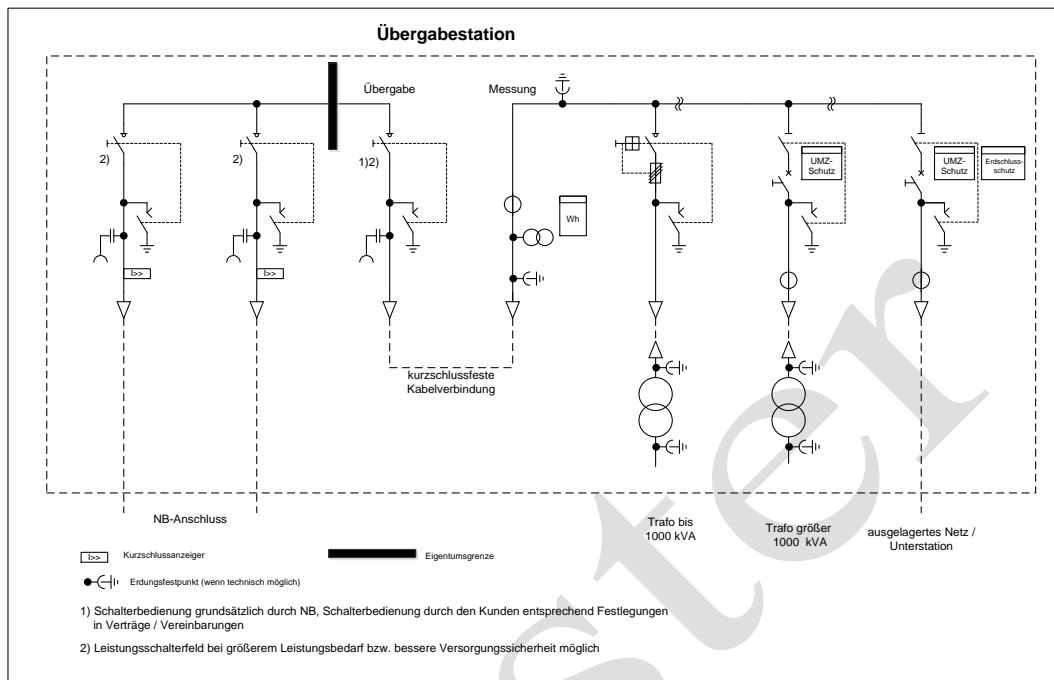 Übergabestation
Übergabe
Messung
2)
2)
1)2)
UMZ-
Schutz
UMZ-
Schutz
Erdschluss-
schutz
Wh
I>>
I>>
kurzschlussfeste
Kabelverbindung
NB-Anschluss
Trafo bis
1000 kVA
Trafo größer
1000 kVA
ausgelagertes Netz /
Unterstation
I>> Kurzschlussanzeiger
Eigentumsgrenze
Erdungsfestpunkt (wenn technisch möglich)
1) Schalterbedienung grundsätzlich durch NB, Schalterbedienung durch den Kunden entsprechend Festlegungen
in Verträge / Vereinbarungen
2) Leistungsschalterfeld bei größerem Leistungsbedarf bzw. bessere Versorgungssicherheit möglich
ster